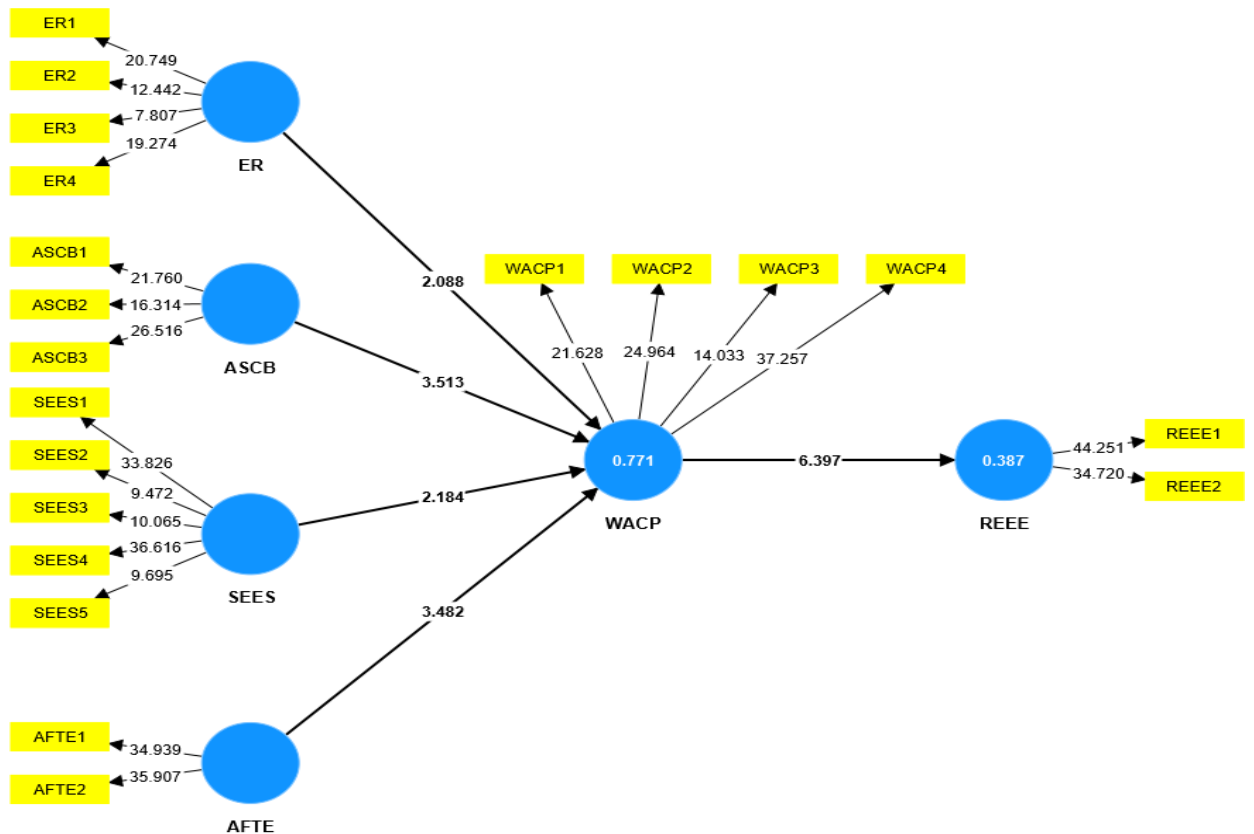 ER1
20.749
ER2
12.442
ER3
7.807
19.274
ER4
ER
ASCB1
21.760
ASCB2
16.314
26.516
ASCB3
ASCB
SEES1
33.826
SEES2
9.472
SEES3
10.065
SEES4
36.616
9.695
SEES5
SEES
AFTE1
34.939
AFTE2
35.907
AFTE
2.088
3.513
2.184
3.482
WACP1
WACP2
WACP3
WACP4
21.628
24.964
14.033
37.257
0.771
WACP
6.397
0.387
REEE
REEE1
44.251
34.720
REEE2